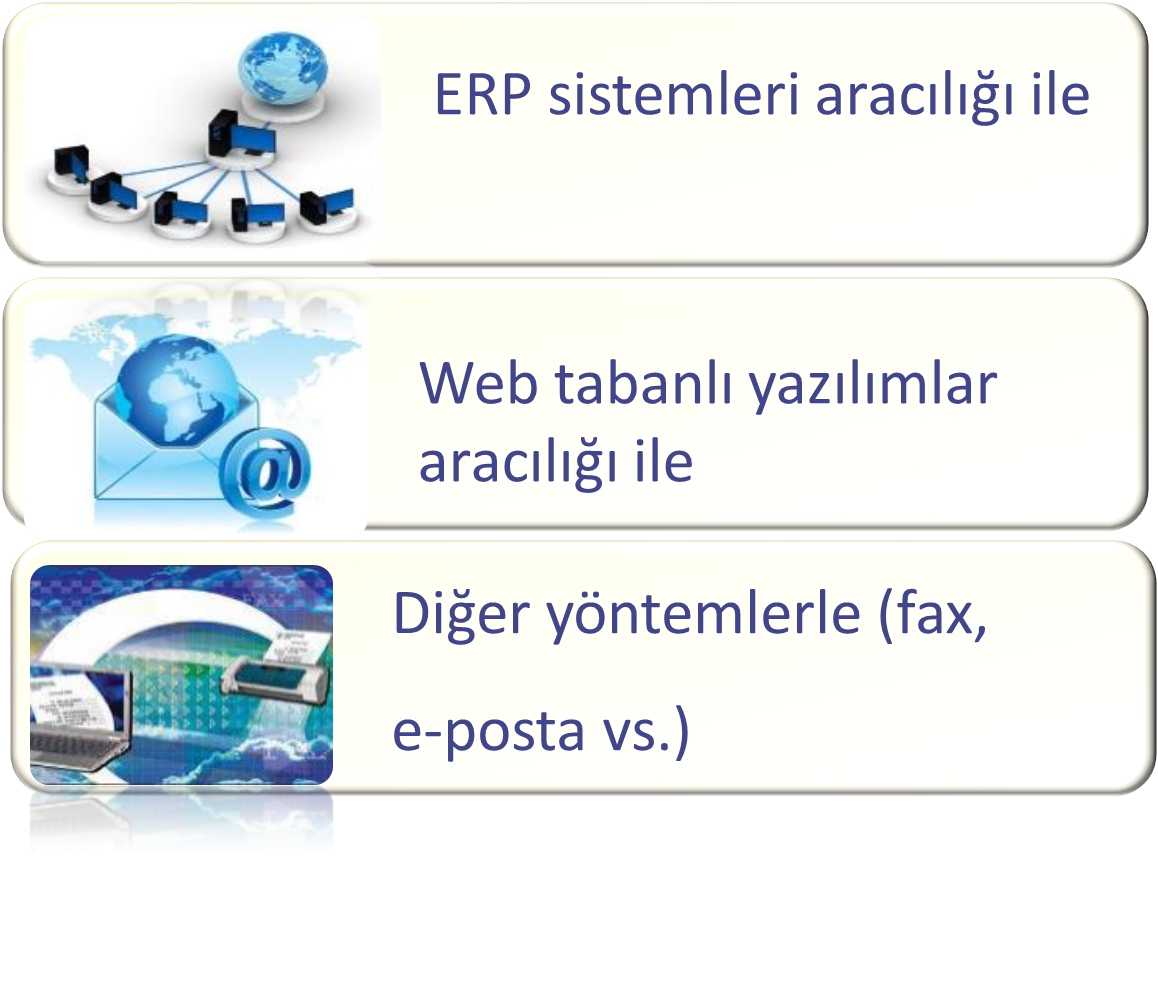 ERP sistemleri aracılığı ile
Web tabanlı yazılımlar
aracılığı ile
Diğer yöntemlerle (fax,
e-posta vs.)